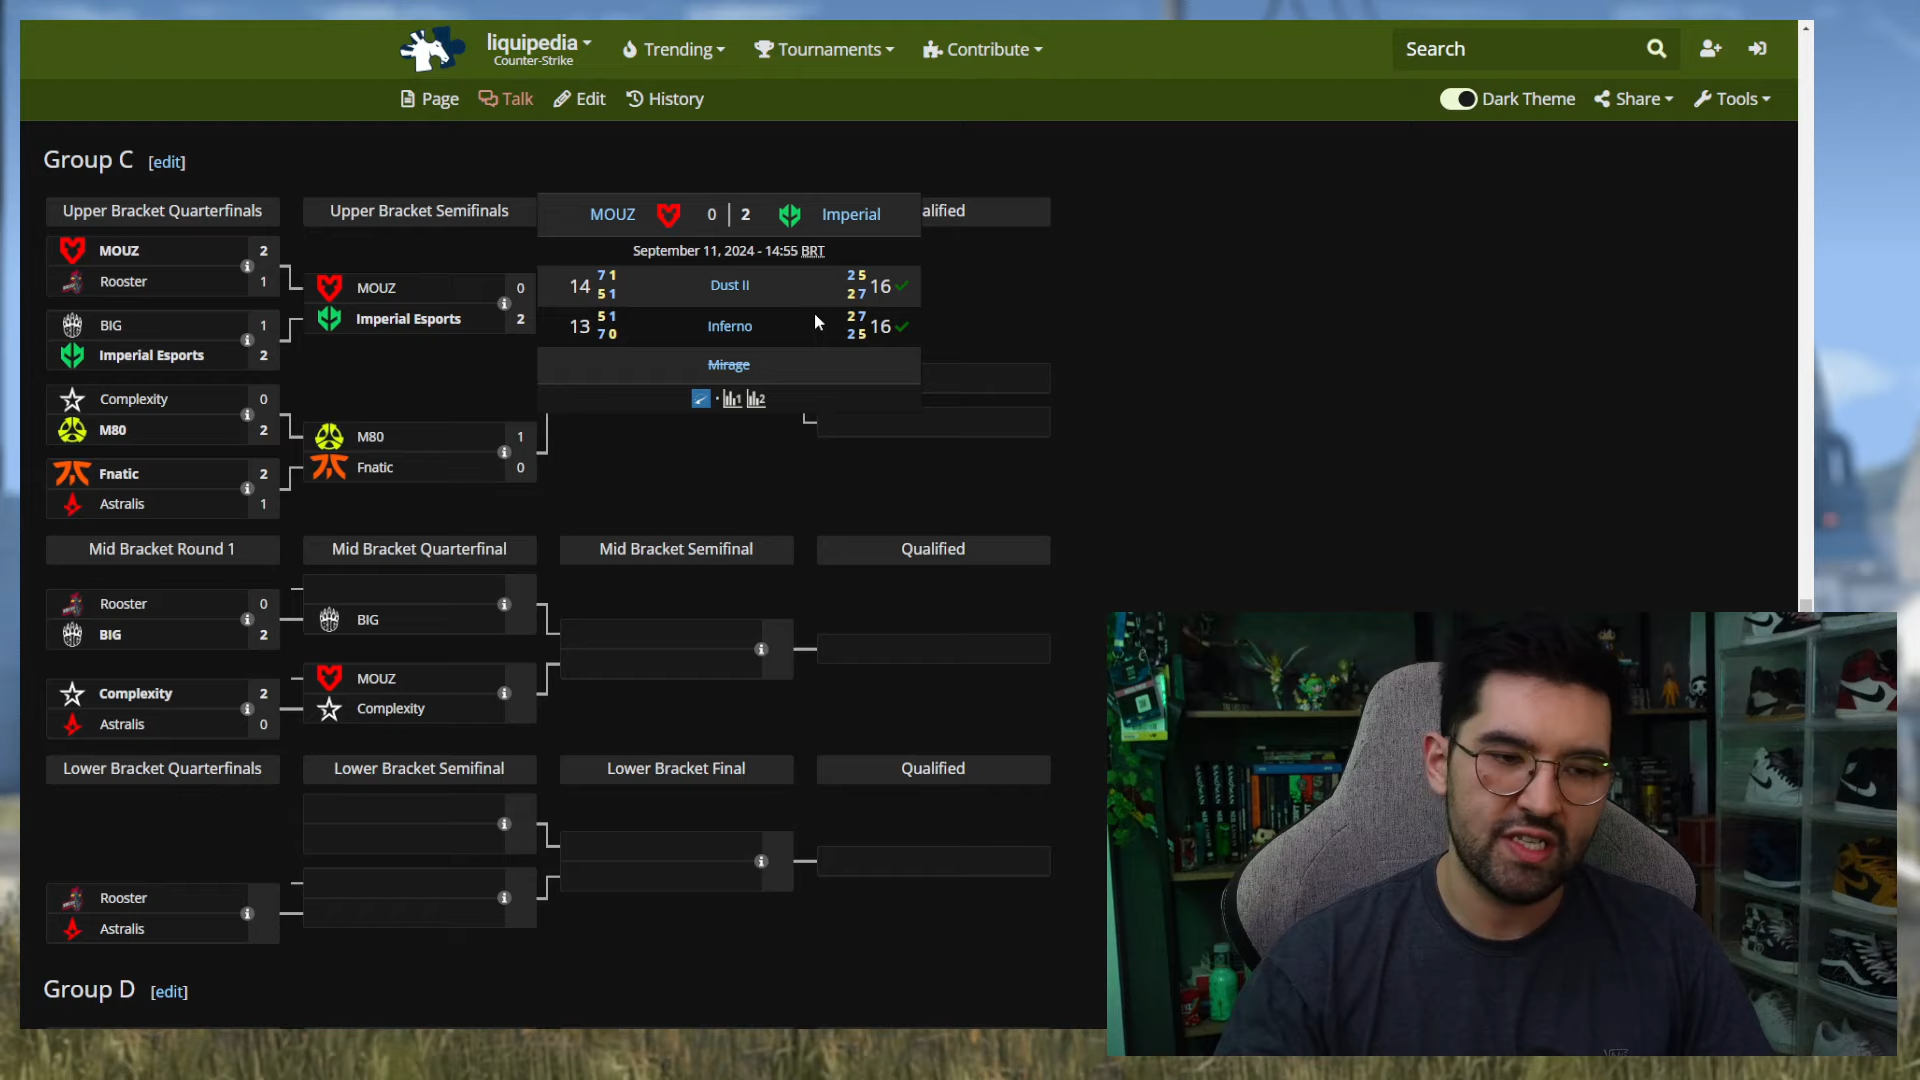 liquipedia
Counter-Strike
Trending
Tournaments
Contribute
Search
Page
Talk
Edit
History
Dark Theme
Share
Tools
Group C [edit]
Upper Bracket Quarterfinals
Upper Bracket Semifinals
MOUZ 0 2 Imperial
alified
September 11, 2024 - 14:55 BRT
MOUZ 2
Rooster 1
BIG 1
Imperial Esports 2
Complexity 0
M80 2
Fnatic 2
Astralis 1
MOUZ 0
Imperial Esports 2
M80 1
Fnatic 0
14 7 1 Dust II 2 5 16
5 1 2 7
13 5 1 Inferno 2 7 16
7 0 2 5
Mirage
1 2
Mid Bracket Round 1
Mid Bracket Quarterfinal
Mid Bracket Semifinal
Qualified
Rooster 0
BIG 2
BIG
Complexity 2
Astralis 0
MOUZ
Complexity
Lower Bracket Quarterfinals
Lower Bracket Semifinal
Lower Bracket Final
Qualified
Rooster
Astralis
Group D [edit]